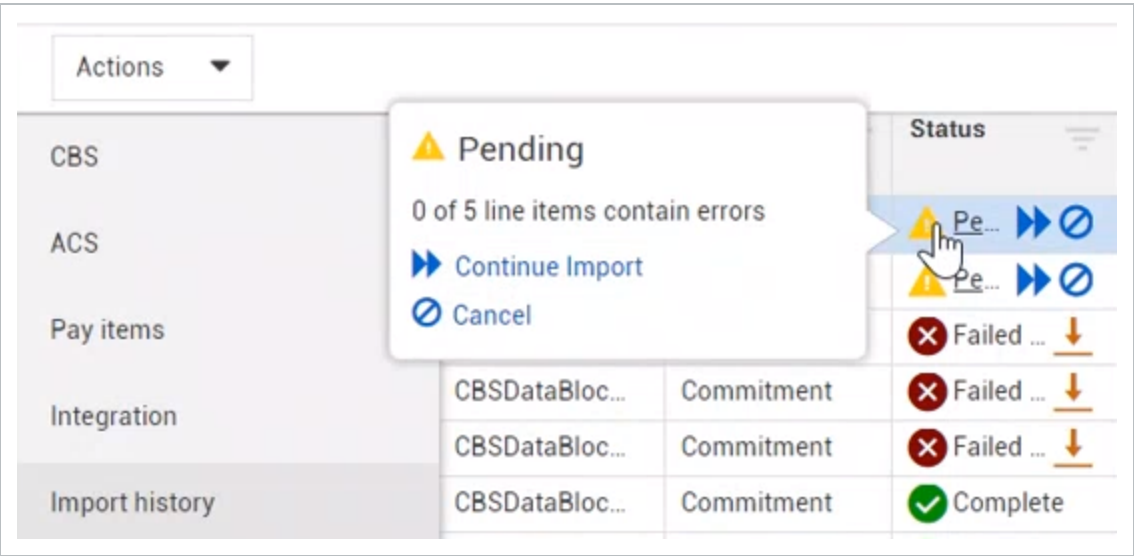 Actions
Status
CBS
Pending
0 of 5 line items contain errors
Pe...
ACS
Continue Import
Pe...
Cancel
Pay items
Failed ...
CBSDataBloc... Commitment Failed ...
Integration
CBSDataBloc... Commitment Failed ...
Import history CBSDataBloc... Commitment Complete